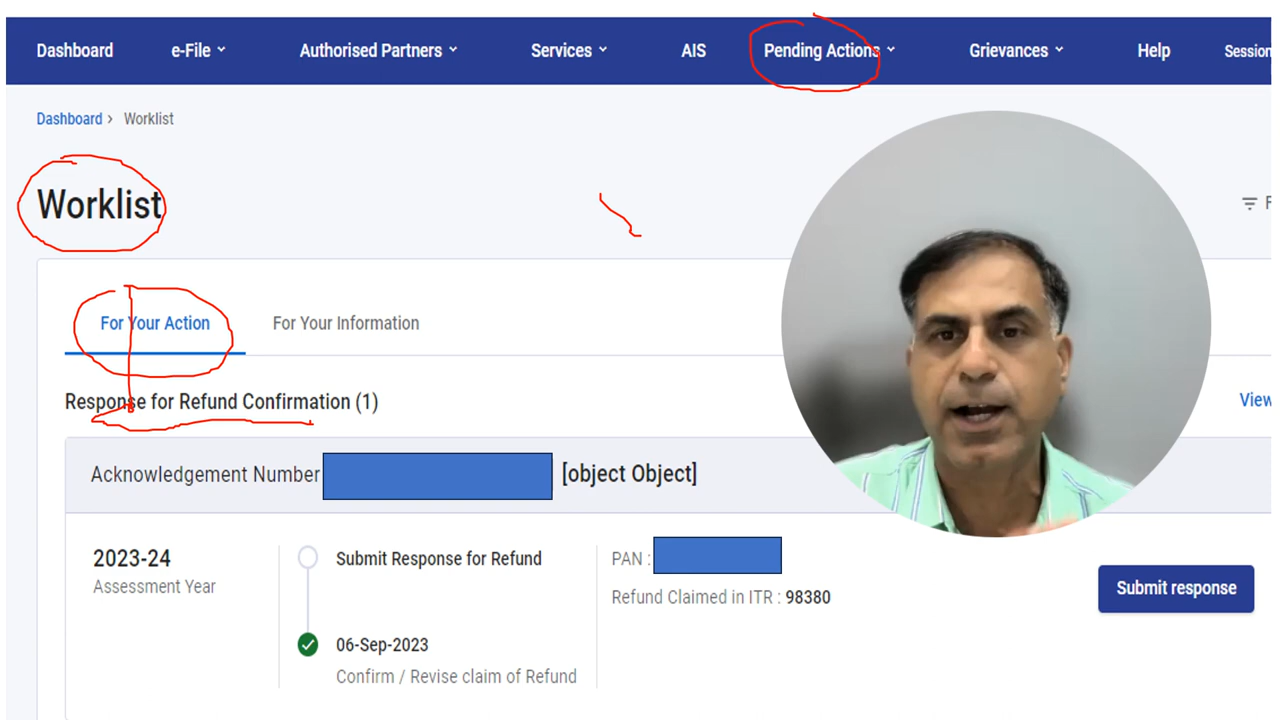 Dashboard e-File Authorised Partners Services AIS Pending Actions Grievances Help Session
Dashboard > Worklist
Worklist
For Your Action For Your Information
Response for Refund Confirmation (1)
View
Acknowledgement Number [object Object]
2023-24
Assessment Year
Submit Response for Refund
06-Sep-2023
Confirm / Revise claim of Refund
PAN :
Refund Claimed in ITR : 98380
Submit response